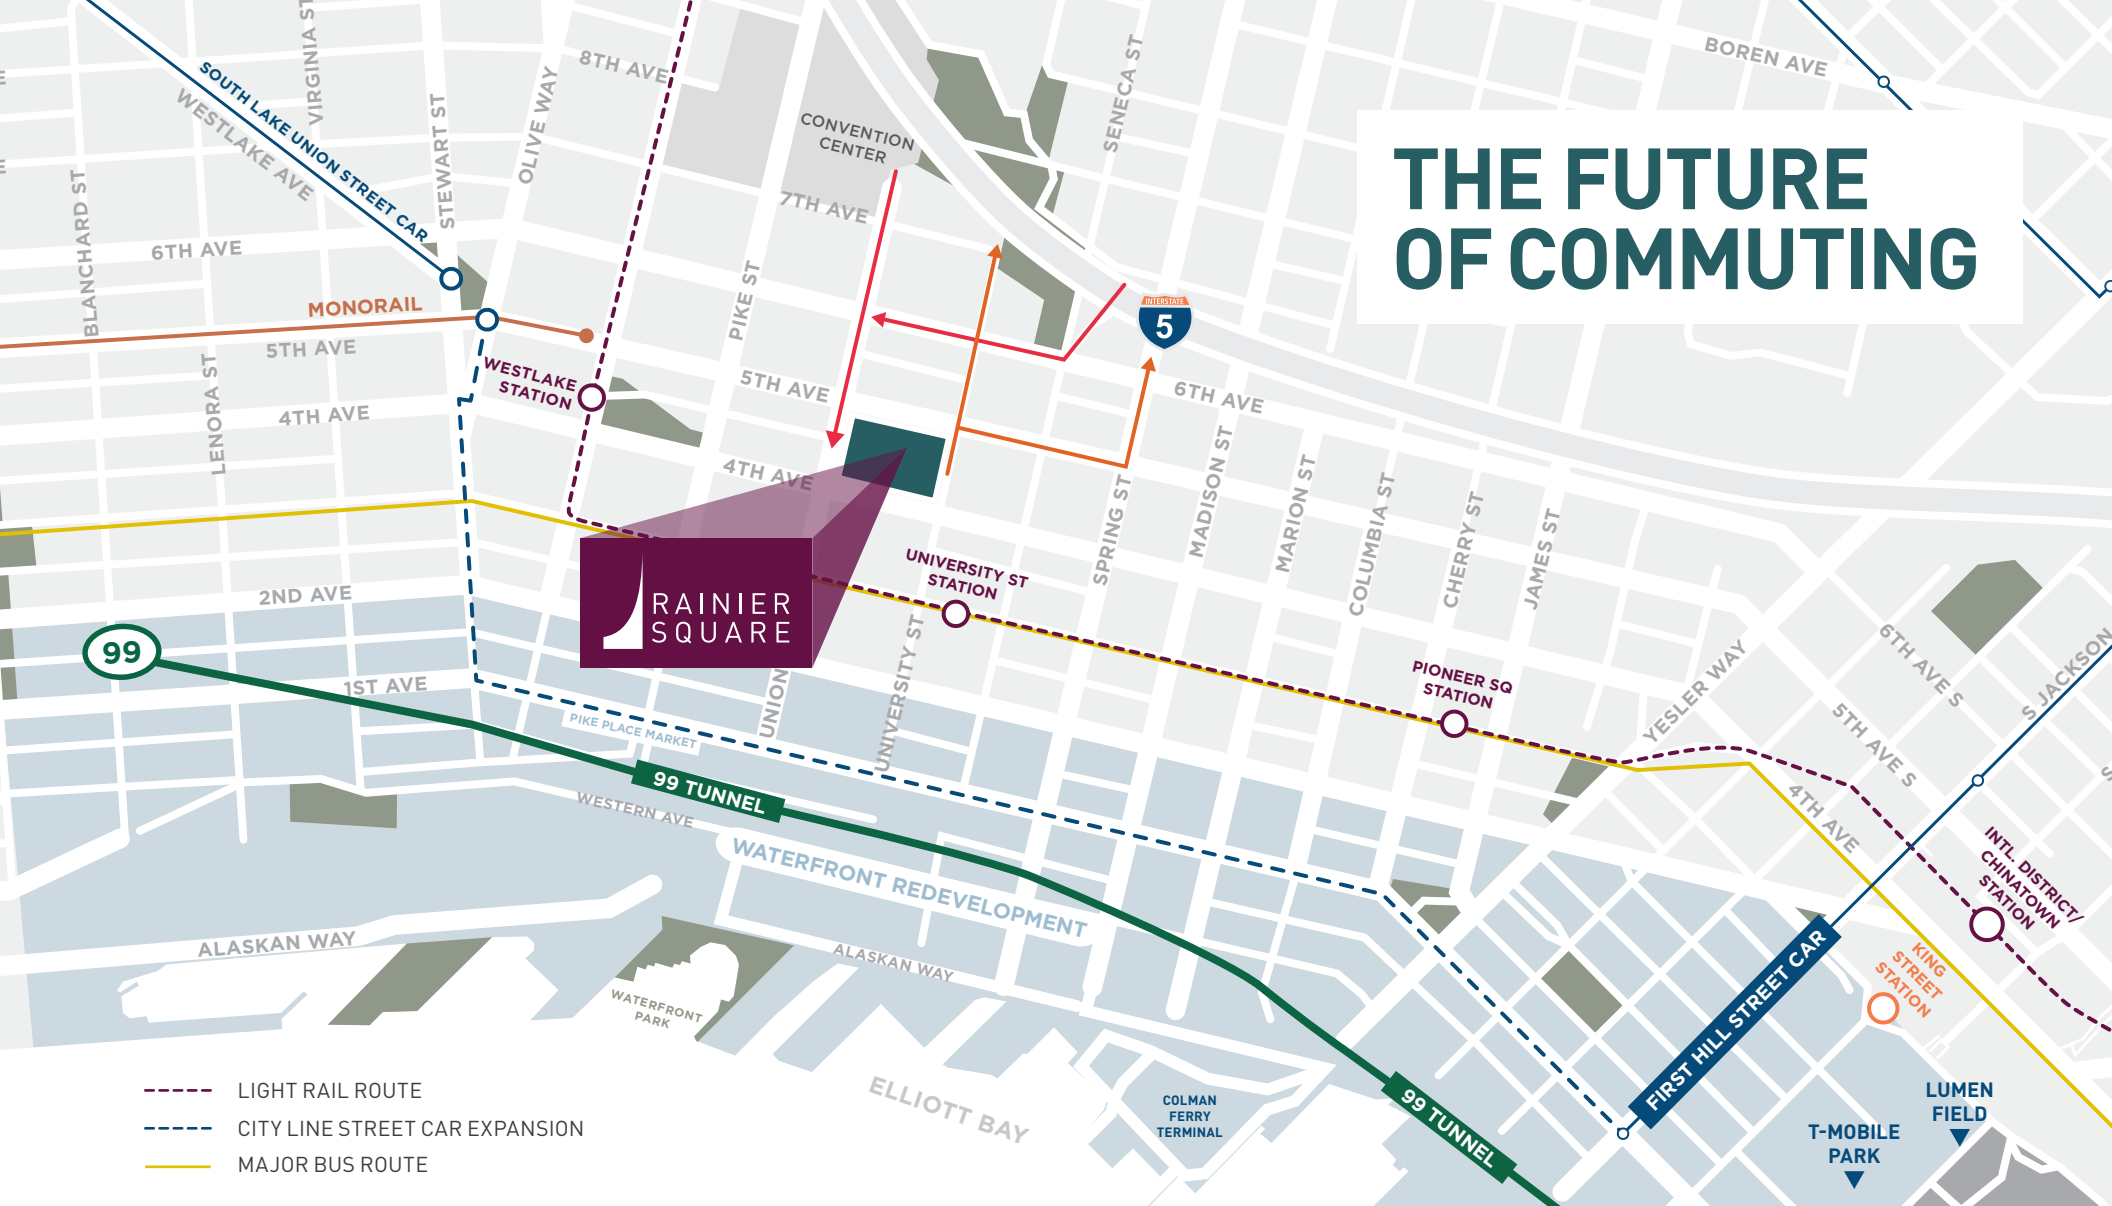 BOREN AVE
8TH AVE
VIRGINIA ST
SENECA ST
SOUTH LAKE UNION STREET CAR
WESTLAKE AVE
STEWART ST
OLIVE WAY
CONVENTION
CENTER
THE FUTURE
OF COMMUTING
BLANCHARD ST
7TH AVE
6TH AVE
MONORAIL
PIKE ST
INTERSTATE
5
5TH AVE
WESTLAKE
STATION
5TH AVE
6TH AVE
LENORA ST
4TH AVE
4TH AVE
MADISON ST
MARION ST
SPRING ST
COLUMBIA ST
CHERRY ST
JAMES ST
UNIVERSITY ST
STATION
2ND AVE
RAINIER
SQUARE
99
1ST AVE
UNION
UNIVERSITY ST
PIKE PLACE MARKET
PIONEER SQ
STATION
YESLER WAY
6TH AVE S
S JACKSON
5TH AVE S
4TH AVE
99 TUNNEL
WESTERN AVE
WATERFRONT REDEVELOPMENT
INTL. DISTRICT/
CHINATOWN
STATION
ALASKAN WAY
ALASKAN WAY
KING
STREET
STATION
FIRST HILL STREET CAR
WATERFRONT
PARK
ELLIOTT BAY
COLMAN
FERRY
TERMINAL
99 TUNNEL
LUMEN
FIELD
T-MOBILE
PARK
LIGHT RAIL ROUTE
CITY LINE STREET CAR EXPANSION
MAJOR BUS ROUTE